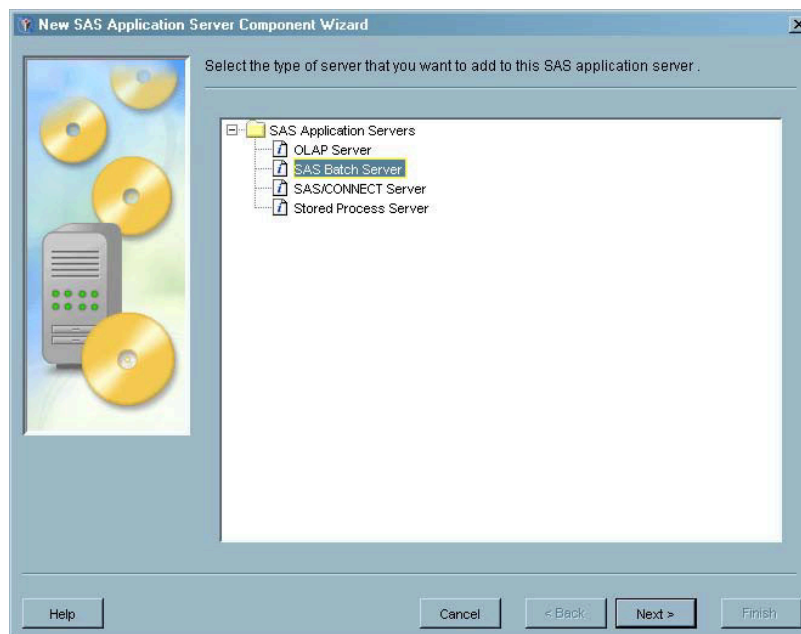 New SAS Application Server Component Wizard
Select the type of server that you want to add to this SAS application server .
SAS Application Servers
OLAP Server
SAS Batch Server
SAS/CONNECT Server
Stored Process Server
Help
Cancel
< Back
Next >
Finish